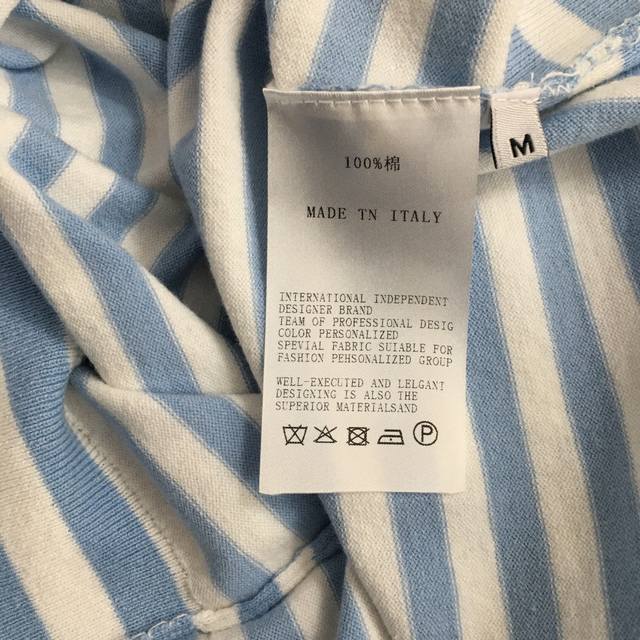 100%棉
MADE TN ITALY
INTERNATIONAL INDEPENDENT
DESIGNER BRAND
TEAM OF PROFESSIONAL DESIG
COLOR PERSONALIZED
SPEVIAL FABRIC SUIABLE FOR
FASHION PEHSONALIZED GROUP
WELL-EXECUTED AND LELGANT
DESIGNING IS ALSO THE
SUPERIOR MATERIALSAND
P
M